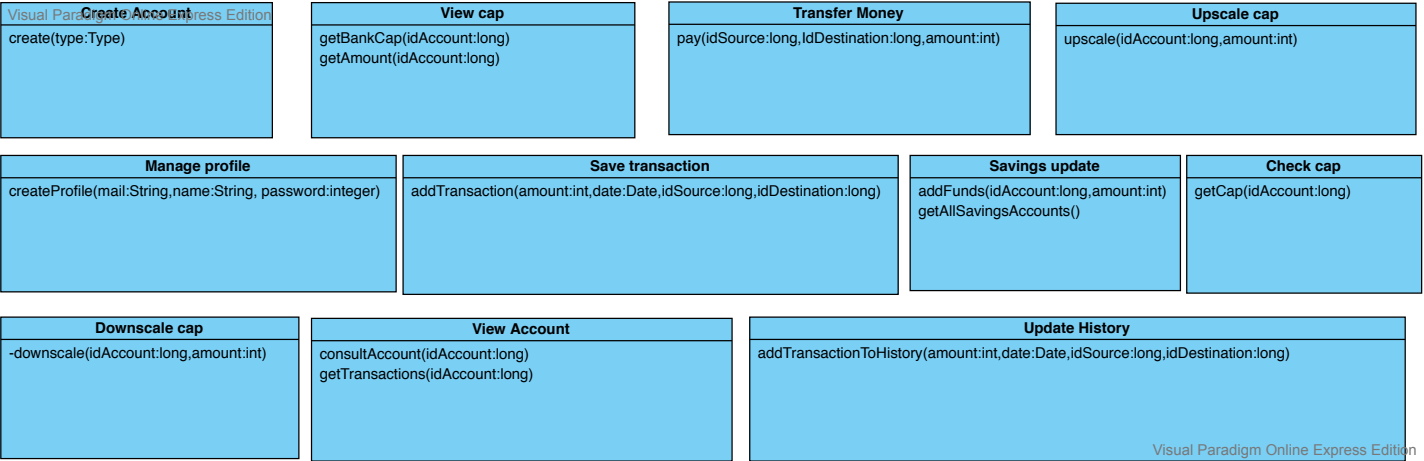 Visual Paradigm Online Express Edition
Create Account
create(type:Type)
View cap
getBankCap(idAccount:long)
getAmount(idAccount:long)
Transfer Money
pay(idSource:long,IdDestination:long,amount:int)
Upscale cap
upscale(idAccount:long,amount:int)
Manage profile
createProfile(mail:String,name:String, password:integer)
Save transaction
addTransaction(amount:int,date:Date,idSource:long,idDestination:long)
Savings update
addFunds(idAccount:long,amount:int)
getAllSavingsAccounts()
Check cap
getCap(idAccount:long)
Downscale cap
-downscale(idAccount:long,amount:int)
View Account
consultAccount(idAccount:long)
getTransactions(idAccount:long)
Update History
addTransactionToHistory(amount:int,date:Date,idSource:long,idDestination:long)
Visual Paradigm Online Express Edition